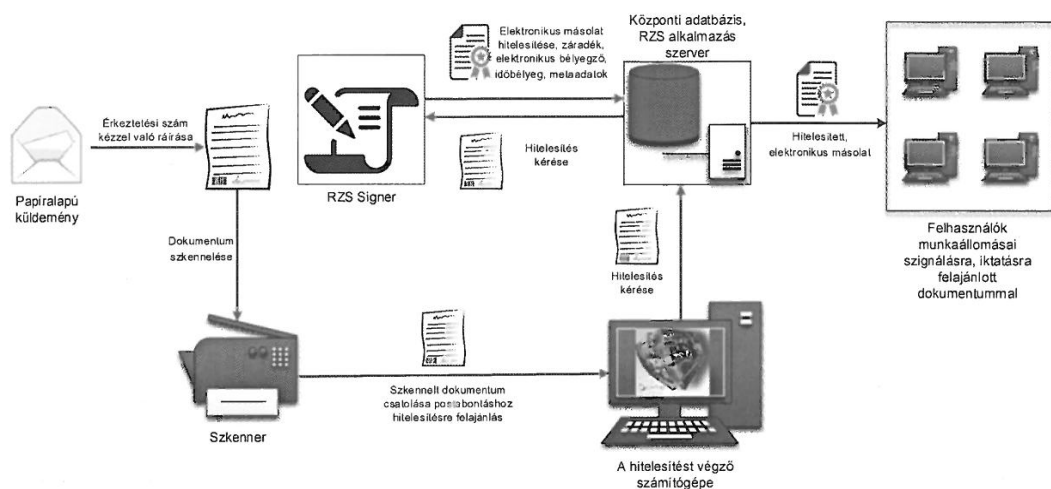 Központi adatbázis,
RZS alkalmazás
szerver
Elektronikus másolat
hitelesítése, záradék,
elektronikus bélyegző,
időbélyeg, metaadatok
Érkeztetési szám
kézzel való ráírása
Hitelesítés
kérése
Hitelesített,
elektronikus másolat
Papíralapú
küldemény
RZS Signer
Dokumentum
szkennelése
Hitelesítés
kérése
Felhasználók
munkaállomásai
szignálásra, iktatásra
felajánlott
dokumentummal
Szkennelt dokumentum
csatolása postabontáshoz
hitelesítésre felajánlás
Szkenner
A hitelesítést végző
számítógépe